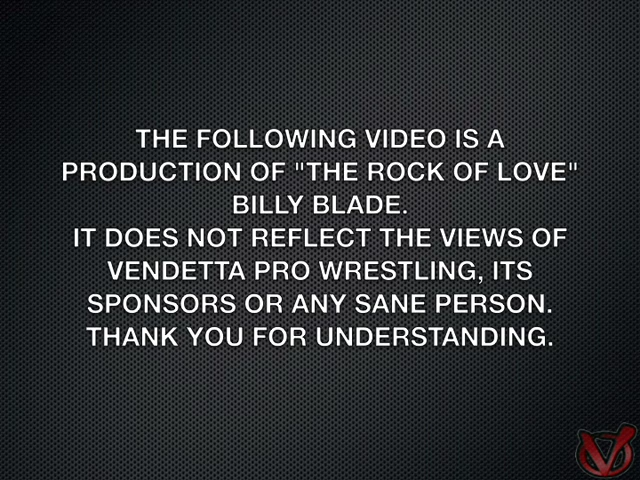 THE FOLLOWING VIDEO IS A
PRODUCTION OF "THE ROCK OF LOVE"
BILLY BLADE.
IT DOES NOT REFLECT THE VIEWS OF
VENDETTA PRO WRESTLING, ITS
SPONSORS OR ANY SANE PERSON.
THANK YOU FOR UNDERSTANDING.
V